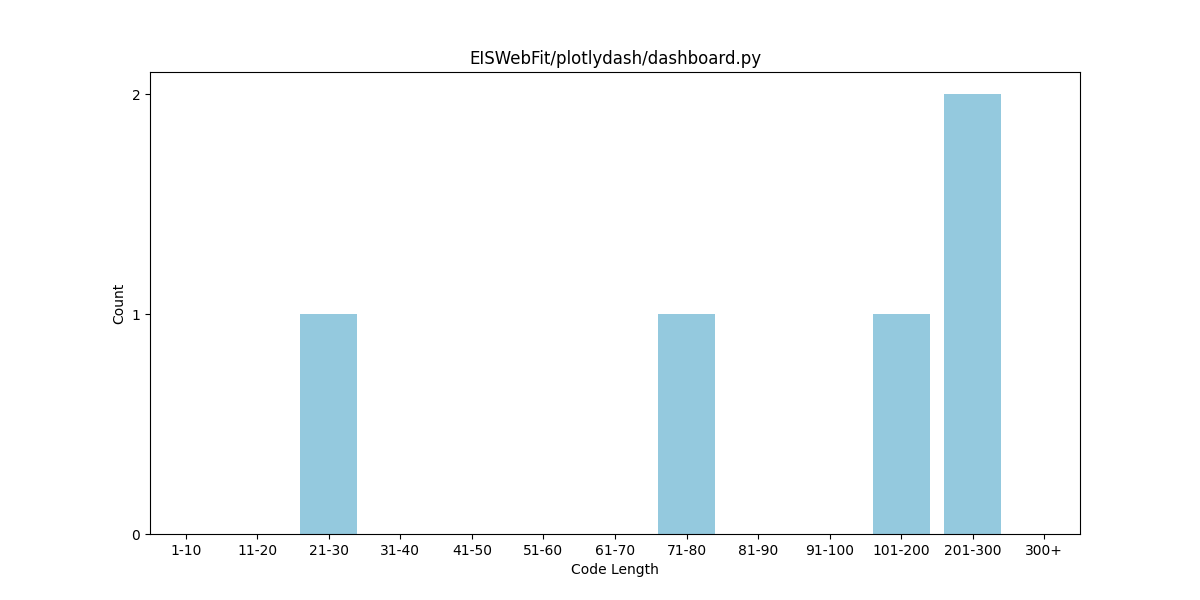 EISWebFit/plotlydash/dashboard.py
Count
2
1
0
1-10 11-20 21-30 31-40 41-50 51-60 61-70 71-80 81-90 91-100 101-200 201-300 300+
Code Length